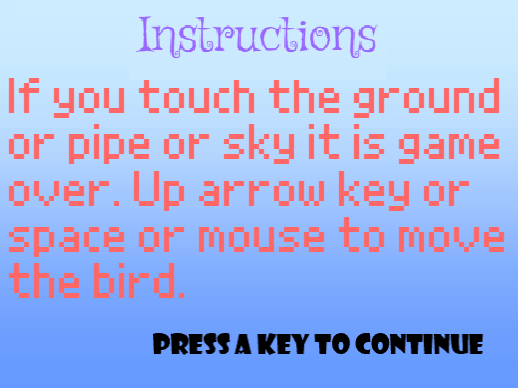 Instructions
If you touch the ground
or pipe or sky it is game
over. Up arrow key or
space or mouse to move
the bird.
PRESS A KEY TO CONTINUE